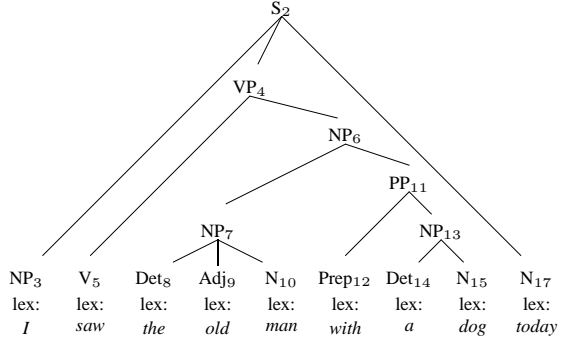 S₂
VP₄
NP₆
PP₁₁
NP₇ NP₁₃
NP₃ V₅ Det₈ Adj₉ N₁₀ Prep₁₂ Det₁₄ N₁₅ N₁₇
lex: lex: lex: lex: lex: lex: lex: lex: lex:
I saw the old man with a dog today